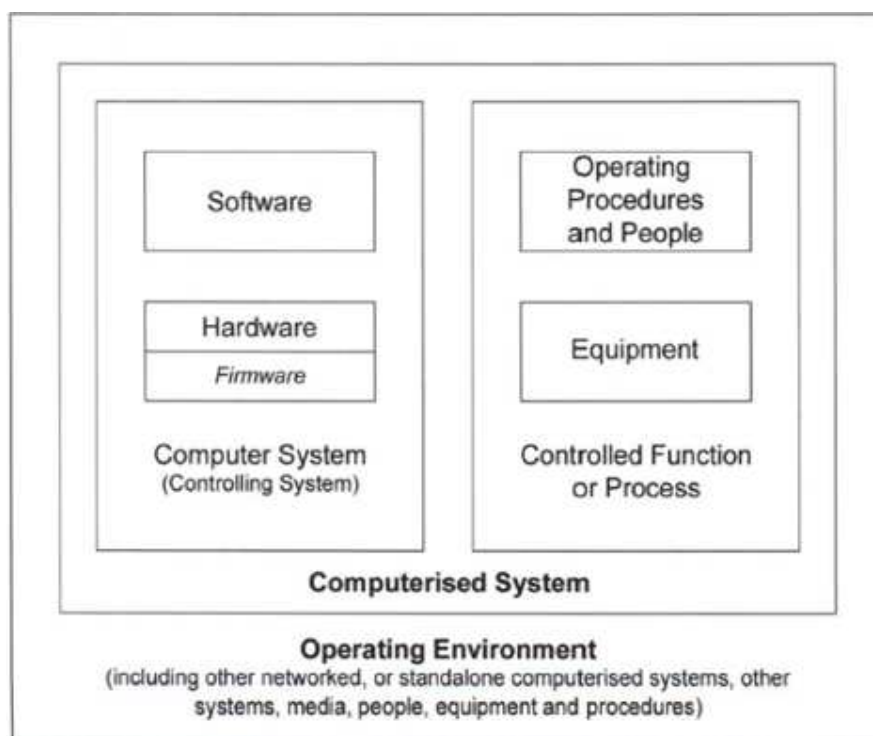 Software
Hardware
Firmware
Computer System
(Controlling System)
Operating
Procedures
and People
Equipment
Controlled Function
or Process
Computerised System
Operating Environment
(including other networked, or standalone computerised systems, other
systems, media, people, equipment and procedures)